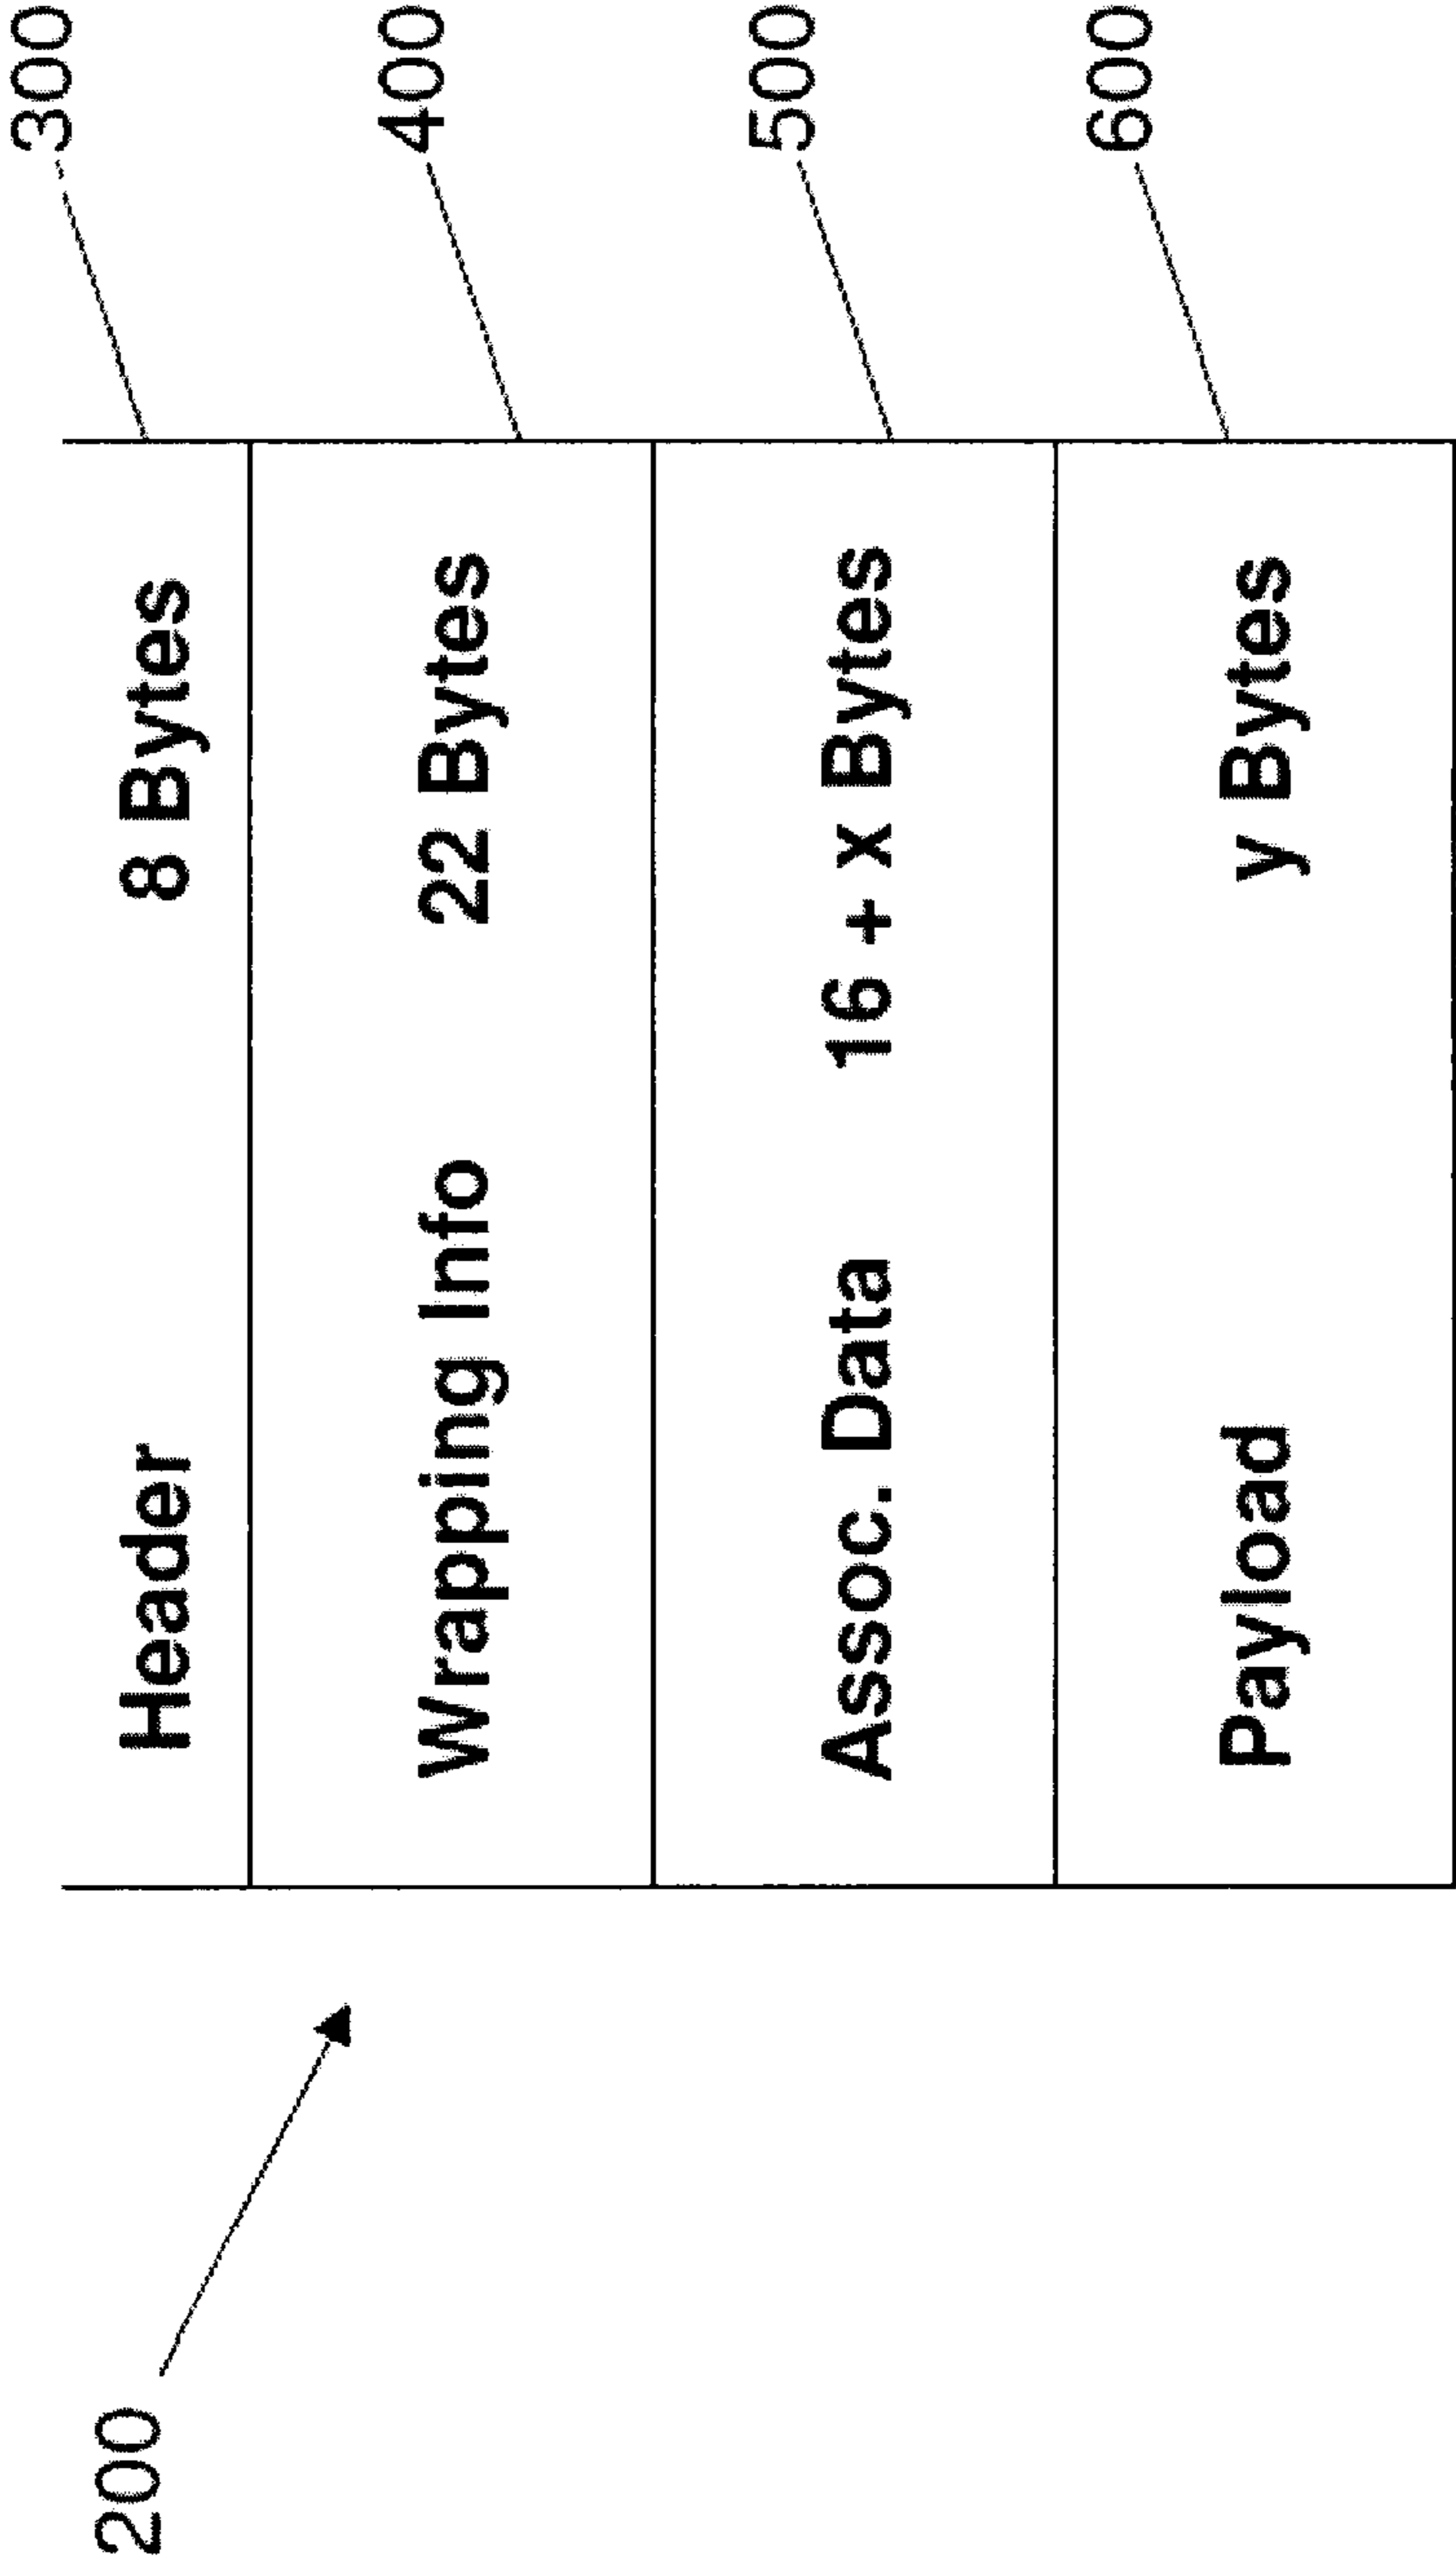 200
Header 8 Bytes 300
Wrapping Info 22 Bytes 400
Assoc. Data 16 + x Bytes 500
Payload y Bytes 600